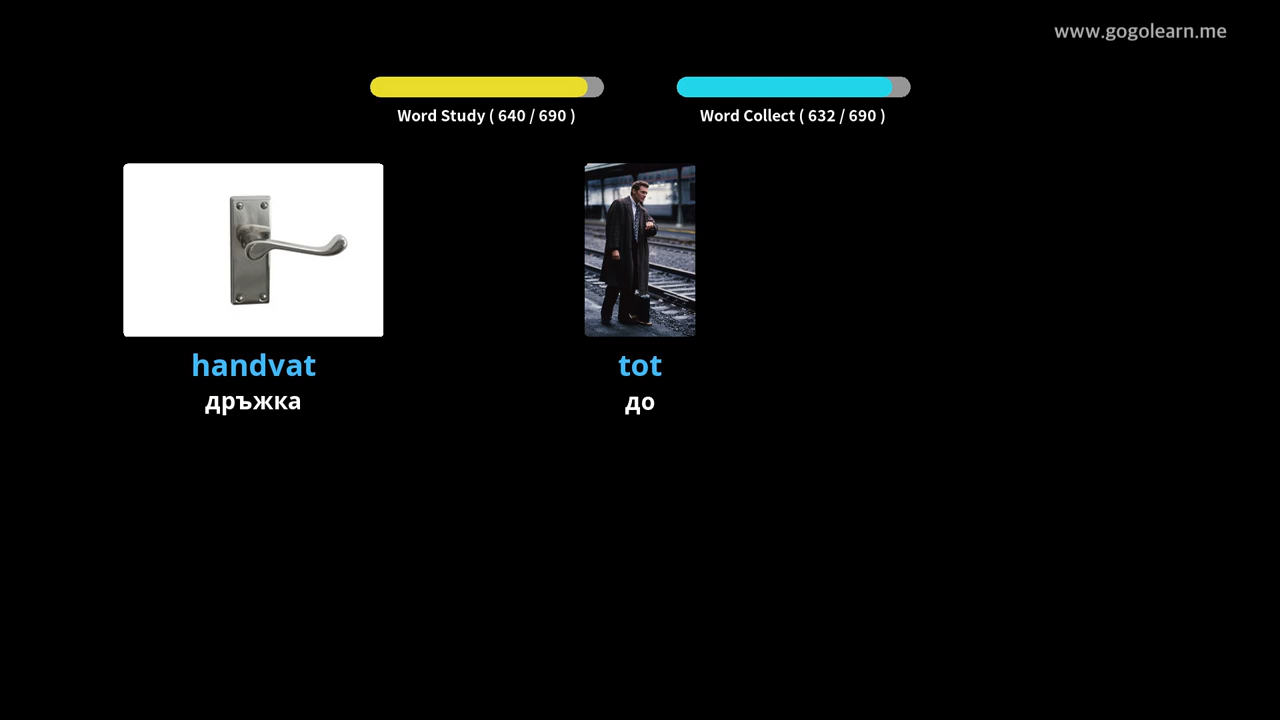 www.gogolearn.me
Word Study ( 640 / 690 )
Word Collect ( 632 / 690 )
handvat
дръжка
tot
до